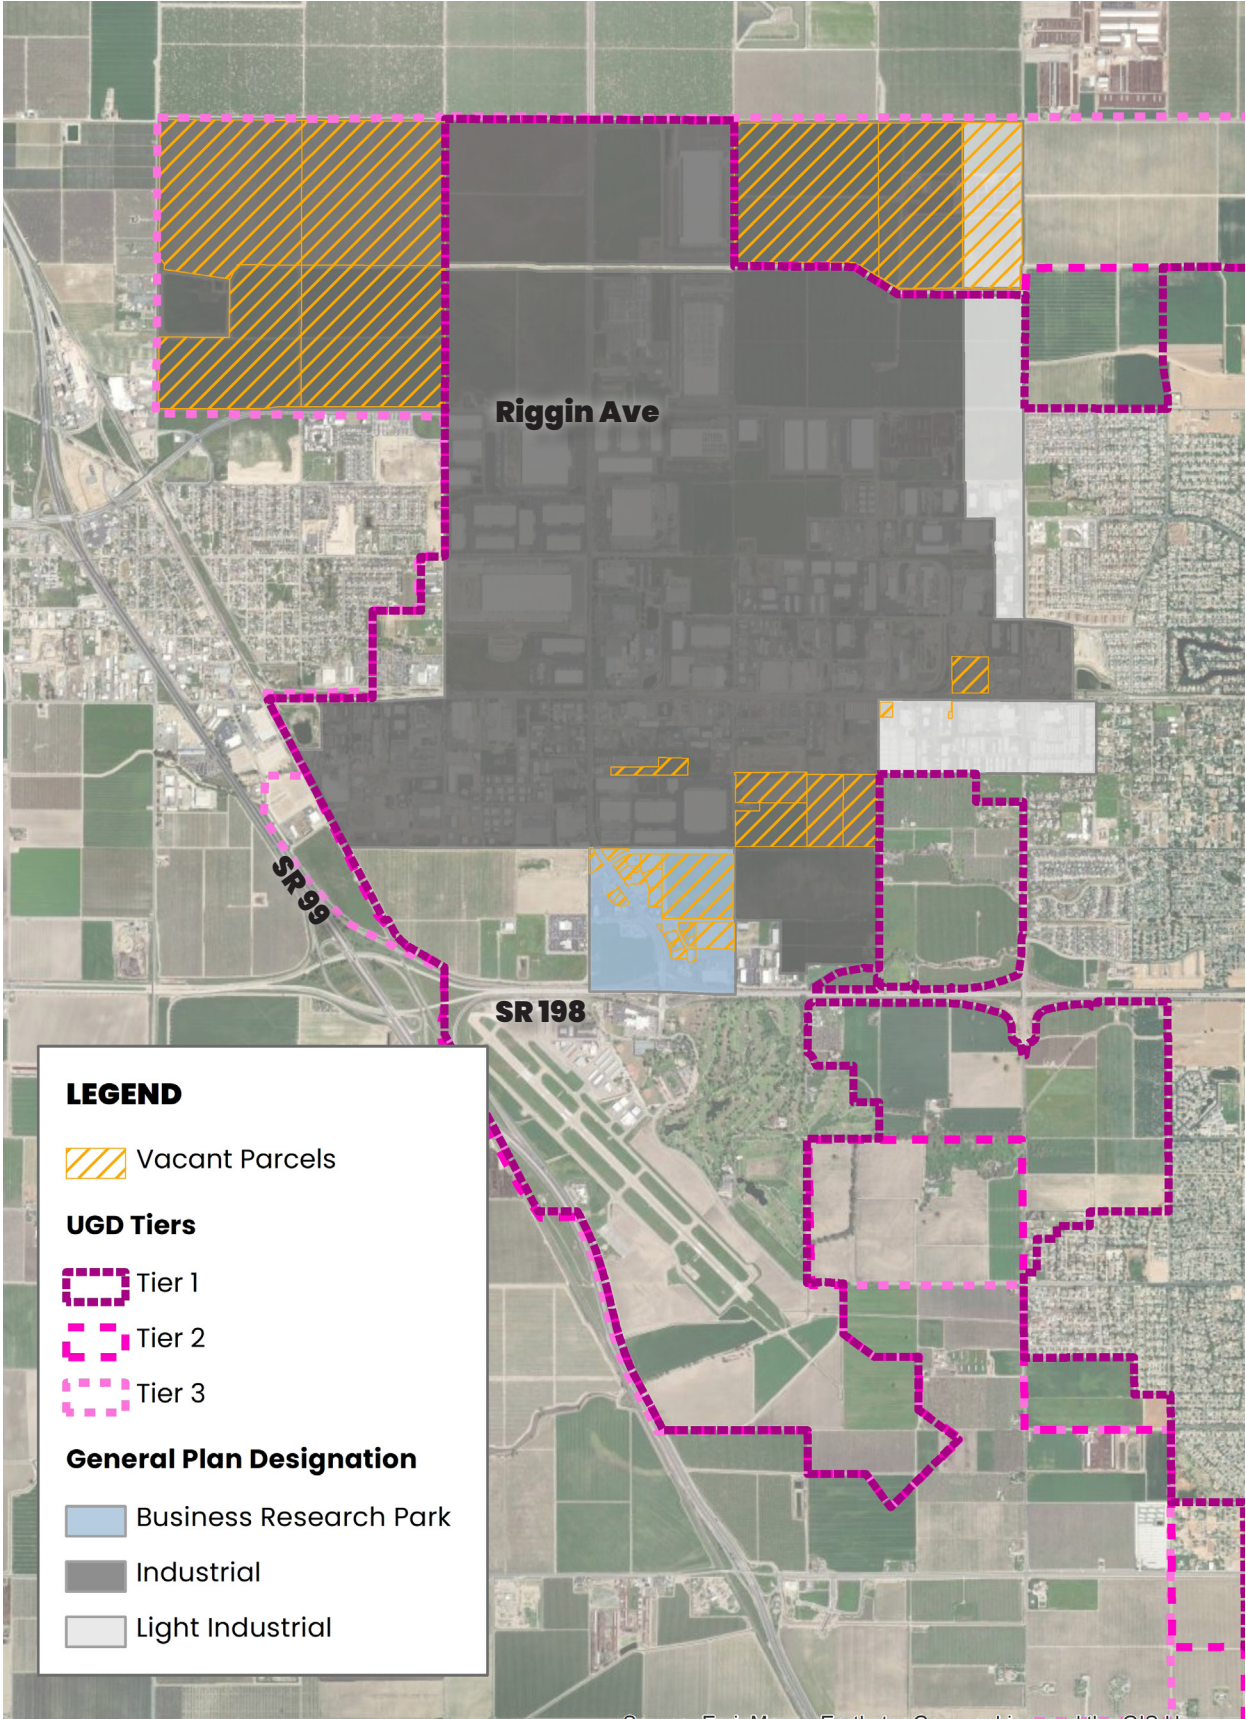 Riggin Ave
SR 99
SR 198
LEGEND
Vacant Parcels
UGD Tiers
Tier 1
Tier 2
Tier 3
General Plan Designation
Business Research Park
Industrial
Light Industrial